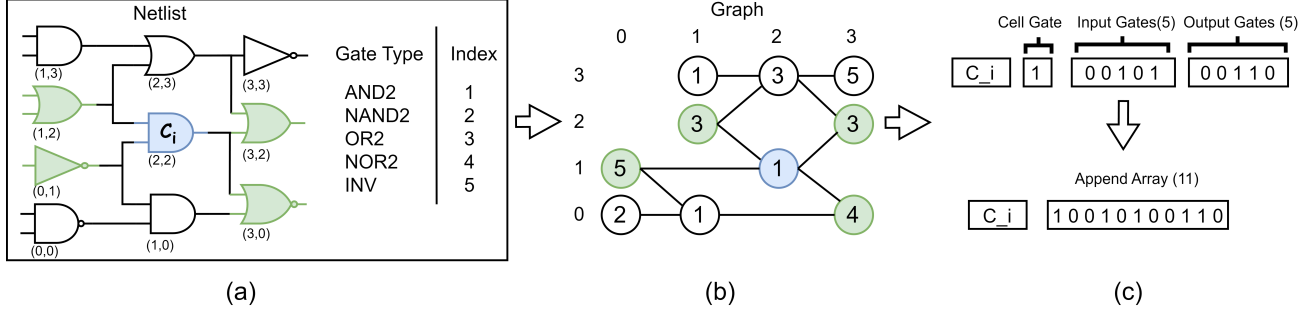 Netlist
(1,3)
(2,3)
(3,3)
(1,2)
C_i
(2,2)
(3,2)
(0,1)
(0,0)
(1,0)
(3,0)
Gate Type Index
AND2 1
NAND2 2
OR2 3
NOR2 4
INV 5
(a)
Graph
0 1 2 3
3 1 3 5
2 3 3
1 5 1
0 2 1 4
(b)
Cell Gate Input Gates(5) Output Gates (5)
C_i 1 0 0 1 0 1 0 0 1 1 0
Append Array (11)
C_i 1 0 0 1 0 1 0 0 1 1 0
(c)